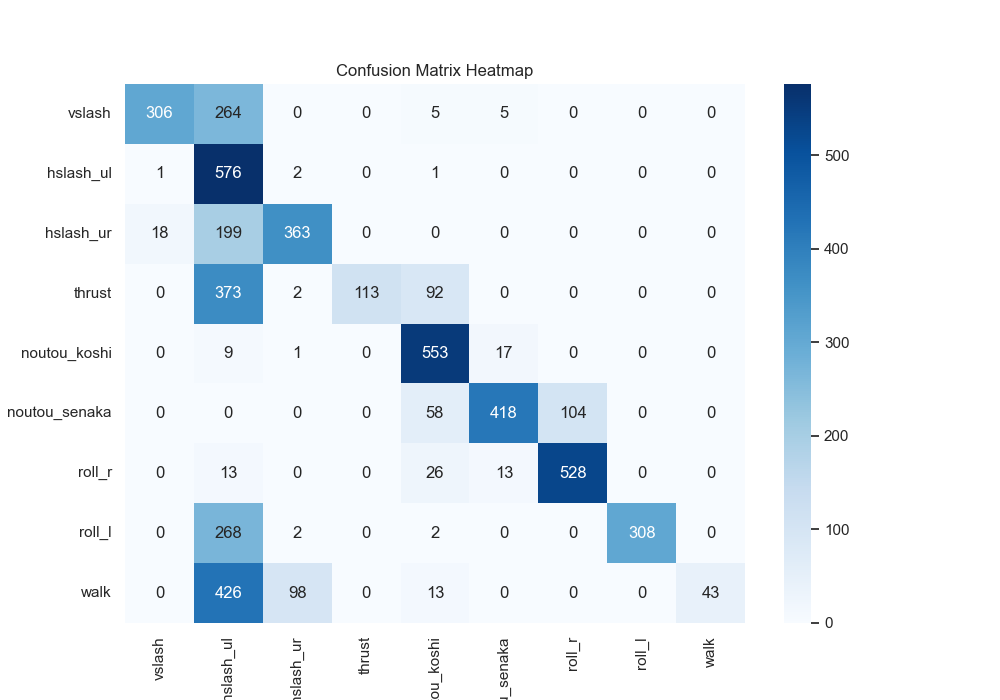 Confusion Matrix Heatmap
vslash 306 264 0 0 5 5 0 0 0
hslash_ul 1 576 2 0 1 0 0 0 0
hslash_ur 18 199 363 0 0 0 0 0 0
thrust 0 373 2 113 92 0 0 0 0
noutou_koshi 0 9 1 0 553 17 0 0 0
noutou_senaka 0 0 0 0 58 418 104 0 0
roll_r 0 13 0 0 26 13 528 0 0
roll_l 0 268 2 0 2 0 0 308 0
walk 0 426 98 0 13 0 0 0 43
vslash
hslash_ul
hslash_ur
thrust
ou_koshi
u_senaka
roll_r
roll_l
walk
500
400
300
200
100
0